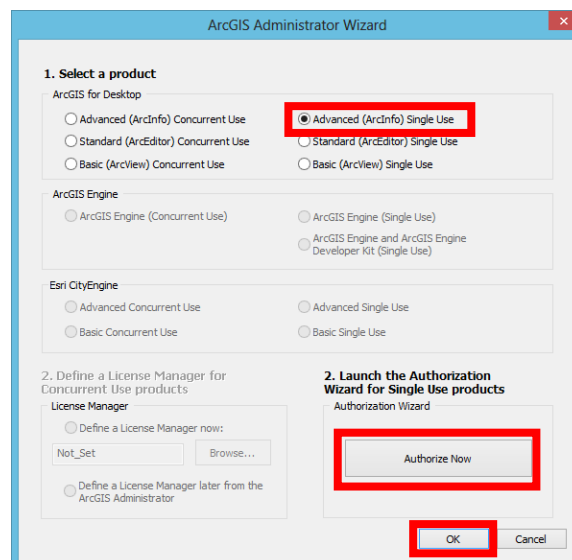 ArcGIS Administrator Wizard
1. Select a product
ArcGIS for Desktop
Advanced (ArcInfo) Concurrent Use
Advanced (ArcInfo) Single Use
Standard (ArcEditor) Concurrent Use
Standard (ArcEditor) Single Use
Basic (ArcView) Concurrent Use
Basic (ArcView) Single Use
ArcGIS Engine
ArcGIS Engine (Concurrent Use)
ArcGIS Engine (Single Use)
ArcGIS Engine and ArcGIS Engine
Developer Kit (Single Use)
Esri CityEngine
Advanced Concurrent Use
Advanced Single Use
Basic Concurrent Use
Basic Single Use
2. Define a License Manager for
Concurrent Use products
License Manager
Define a License Manager now:
Not_Set
Browse...
Define a License Manager later from the
ArcGIS Administrator
2. Launch the Authorization
Wizard for Single Use products
Authorization Wizard
Authorize Now
OK
Cancel